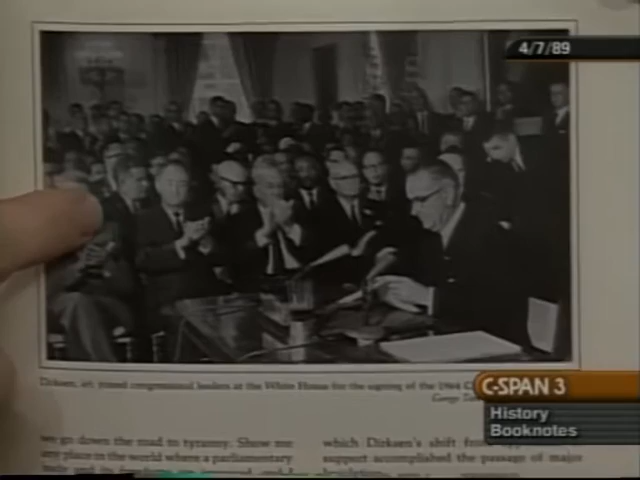 4/7/89
Dirksen, joined congressional leaders at the White House for the signing of the 1964 C
George
C-SPAN 3
History
Booknotes
we go down the road to tyranny. Show me
any place in the world where a parliamentary
which Dirksen's shift
support accomplished the passage of major